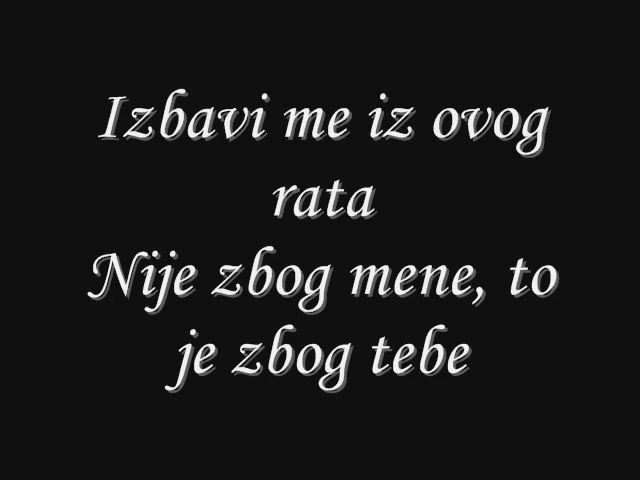 Izbavi me iz ovog
rata
Nije zbog mene, to
je zbog tebe